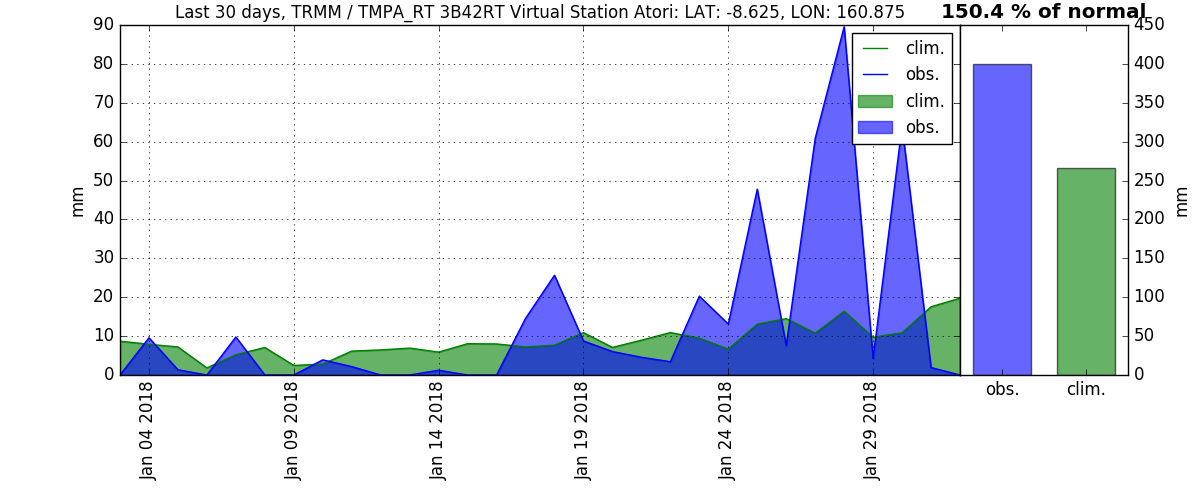 Last 30 days, TRMM / TMPA_RT 3B42RT Virtual Station Atori: LAT: -8.625, LON: 160.875
150.4 % of normal
90
80
70
60
50
40
30
20
10
0
mm
clim.
obs.
clim.
obs.
Jan 04 2018
Jan 09 2018
Jan 14 2018
Jan 19 2018
Jan 24 2018
Jan 29 2018
450
400
350
300
250
200
150
100
50
0
mm
obs.
clim.